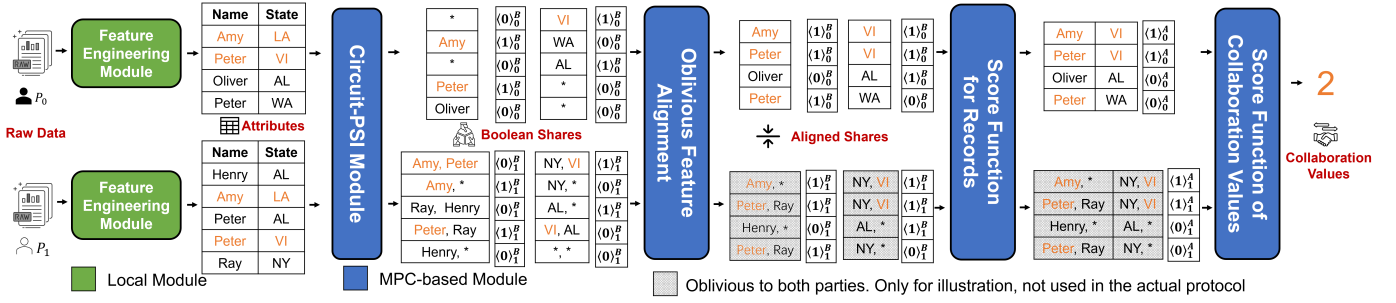 Raw Data
RAW
P₀
Feature
Engineering
Module
Name State
Amy LA
Peter VI
Oliver AL
Peter WA
Attributes
RAW
P₁
Feature
Engineering
Module
Name State
Henry AL
Amy LA
Peter AL
Peter VI
Ray NY
Circuit-PSI Module
* ⟨0⟩₀ᴮ VI ⟨1⟩₀ᴮ
Amy ⟨1⟩₀ᴮ WA ⟨0⟩₀ᴮ
* ⟨0⟩₀ᴮ AL ⟨1⟩₀ᴮ
Peter ⟨1⟩₀ᴮ * ⟨0⟩₀ᴮ
Oliver ⟨0⟩₀ᴮ * ⟨0⟩₀ᴮ
Boolean Shares
Amy, Peter ⟨0⟩₁ᴮ NY, VI ⟨1⟩₁ᴮ
Amy, * ⟨1⟩₁ᴮ NY, * ⟨0⟩₁ᴮ
Ray, Henry ⟨0⟩₁ᴮ AL, * ⟨1⟩₁ᴮ
Peter, Ray ⟨1⟩₁ᴮ VI, AL ⟨0⟩₁ᴮ
Henry, * ⟨0⟩₁ᴮ *, * ⟨0⟩₁ᴮ
Oblivious Feature
Alignment
Amy ⟨1⟩₀ᴮ VI ⟨1⟩₀ᴮ
Peter ⟨1⟩₀ᴮ VI ⟨1⟩₀ᴮ
Oliver ⟨0⟩₀ᴮ AL ⟨1⟩₀ᴮ
Peter ⟨1⟩₀ᴮ WA ⟨0⟩₀ᴮ
Aligned Shares
Amy, * ⟨1⟩₁ᴮ NY, VI ⟨1⟩₁ᴮ
Peter, Ray ⟨1⟩₁ᴮ NY, VI ⟨1⟩₁ᴮ
Henry, * ⟨0⟩₁ᴮ AL, * ⟨1⟩₁ᴮ
Peter, Ray ⟨1⟩₁ᴮ NY, * ⟨0⟩₁ᴮ
Score Function
for Records
Amy VI ⟨1⟩₀ᴬ
Peter VI ⟨1⟩₀ᴬ
Oliver AL ⟨0⟩₀ᴬ
Peter WA ⟨0⟩₀ᴬ
Amy, * NY, VI ⟨1⟩₁ᴬ
Peter, Ray NY, VI ⟨1⟩₁ᴬ
Henry, * AL, * ⟨0⟩₁ᴬ
Peter, Ray NY, * ⟨0⟩₁ᴬ
Score Function of
Collaboration Values
2
Collaboration
Values
Local Module
MPC-based Module
Oblivious to both parties. Only for illustration, not used in the actual protocol